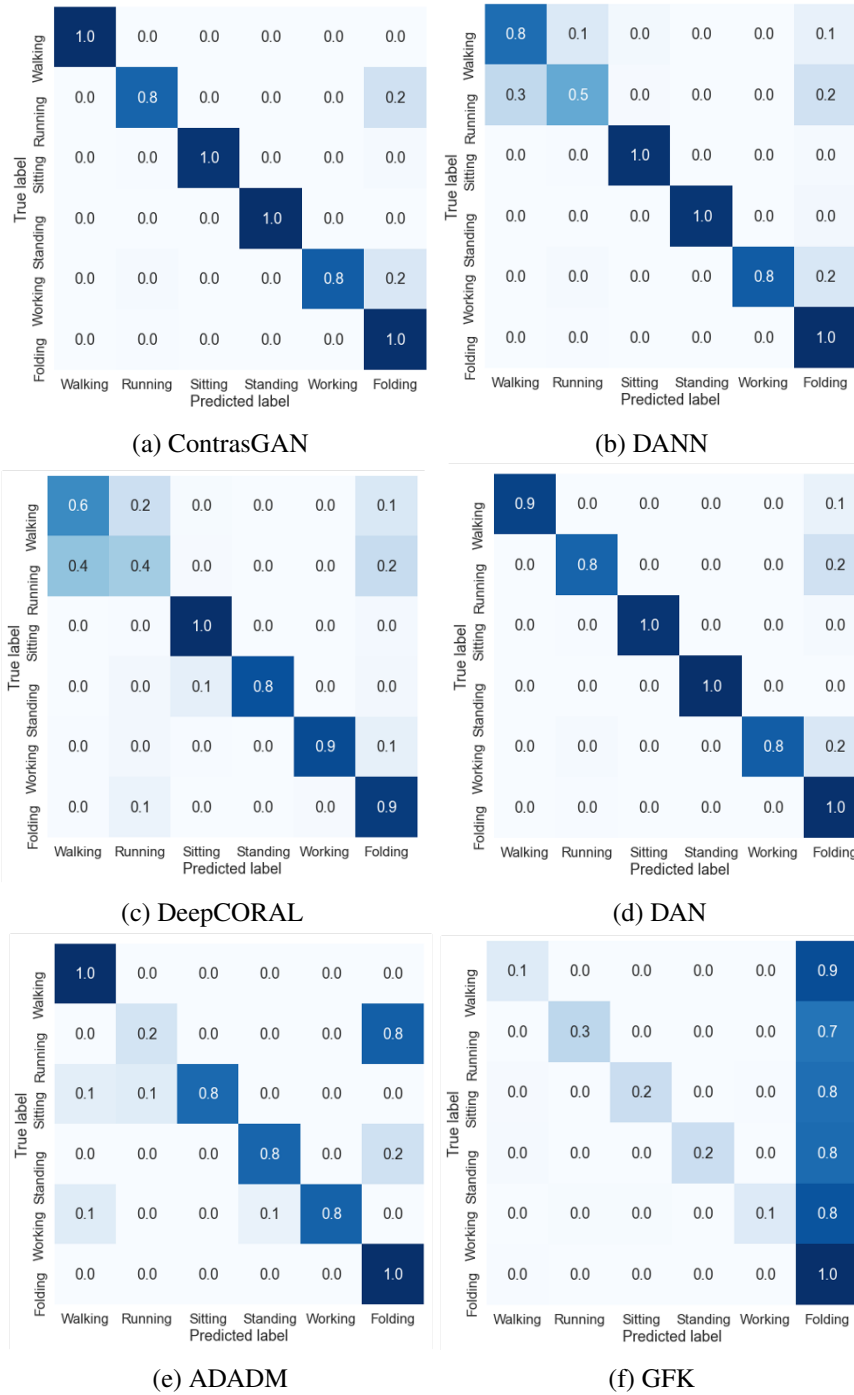 1.0 0.0 0.0 0.0 0.0 0.0
0.0 0.8 0.0 0.0 0.0 0.2
0.0 0.0 1.0 0.0 0.0 0.0
0.0 0.0 0.0 1.0 0.0 0.0
0.0 0.0 0.0 0.0 0.8 0.2
0.0 0.0 0.0 0.0 0.0 1.0
True label
Walking
Running
Sitting
Standing
Working
Folding
Walking Running Sitting Standing Working Folding
Predicted label
(a) ContrasGAN
0.8 0.1 0.0 0.0 0.0 0.1
0.3 0.5 0.0 0.0 0.0 0.2
0.0 0.0 1.0 0.0 0.0 0.0
0.0 0.0 0.0 1.0 0.0 0.0
0.0 0.0 0.0 0.0 0.8 0.2
0.0 0.0 0.0 0.0 0.0 1.0
True label
Walking
Running
Sitting
Standing
Working
Folding
Walking Running Sitting Standing Working Folding
Predicted label
(b) DANN
0.6 0.2 0.0 0.0 0.0 0.1
0.4 0.4 0.0 0.0 0.0 0.2
0.0 0.0 1.0 0.0 0.0 0.0
0.0 0.0 0.1 0.8 0.0 0.0
0.0 0.0 0.0 0.0 0.9 0.1
0.0 0.1 0.0 0.0 0.0 0.9
True label
Walking
Running
Sitting
Standing
Working
Folding
Walking Running Sitting Standing Working Folding
Predicted label
(c) DeepCORAL
0.9 0.0 0.0 0.0 0.0 0.1
0.0 0.8 0.0 0.0 0.0 0.2
0.0 0.0 1.0 0.0 0.0 0.0
0.0 0.0 0.0 1.0 0.0 0.0
0.0 0.0 0.0 0.0 0.8 0.2
0.0 0.0 0.0 0.0 0.0 1.0
True label
Walking
Running
Sitting
Standing
Working
Folding
Walking Running Sitting Standing Working Folding
Predicted label
(d) DAN
1.0 0.0 0.0 0.0 0.0 0.0
0.0 0.2 0.0 0.0 0.0 0.8
0.1 0.1 0.8 0.0 0.0 0.0
0.0 0.0 0.0 0.8 0.0 0.2
0.1 0.0 0.0 0.1 0.8 0.0
0.0 0.0 0.0 0.0 0.0 1.0
True label
Walking
Running
Sitting
Standing
Working
Folding
Walking Running Sitting Standing Working Folding
Predicted label
(e) ADADM
0.1 0.0 0.0 0.0 0.0 0.9
0.0 0.3 0.0 0.0 0.0 0.7
0.0 0.0 0.2 0.0 0.0 0.8
0.0 0.0 0.0 0.2 0.0 0.8
0.0 0.0 0.0 0.0 0.1 0.8
0.0 0.0 0.0 0.0 0.0 1.0
True label
Walking
Running
Sitting
Standing
Working
Folding
Walking Running Sitting Standing Working Folding
Predicted label
(f) GFK